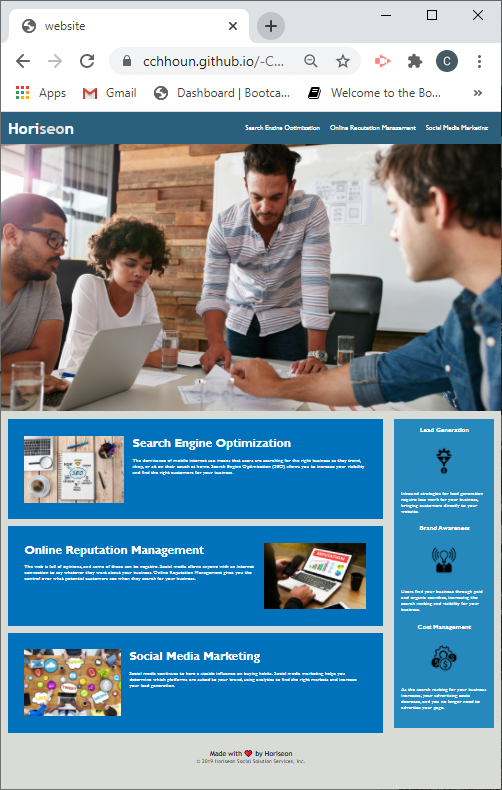 website
cchhoun.github.io/-C...
C
Apps
Gmail
Dashboard | Bootca...
Welcome to the Bo...
Horiseon
Search Engine Optimization
Online Reputation Management
Social Media Marketing
SEO
Search Engine Optimization
The dominance of mobile internet use means that users are searching for the right business as they travel,
shop, or sit on their couch at home. Search Engine Optimization (SEO) allows you to increase your visibility
and find the right customers for your business.
Online Reputation Management
The web is full of opinions, and some of these can be negative. Social media allows anyone with an internet
connection to say whatever they want about your business. Online Reputation Management gives you the
control over what potential customers see when they search for your business.
REPUTATION
Social Media Marketing
Social media continues to have a sizable influence on buying habits. Social media marketing helps you
determine which platforms are suited to your brand, using analytics to find the right markets and increase
your lead generation.
Lead Generation
Inbound strategies for lead generation
require less work for your business,
bringing customers directly to your
website.
Brand Awareness
Users find your business through paid
and organic searches, increasing the
search ranking and visibility for your
business.
Cost Management
As the search ranking for your business
increases, your advertising costs
decrease, and you no longer need to
advertise your page.
Made with ❤️ by Horiseon
© 2019 Horiseon Social Solution Services, Inc.